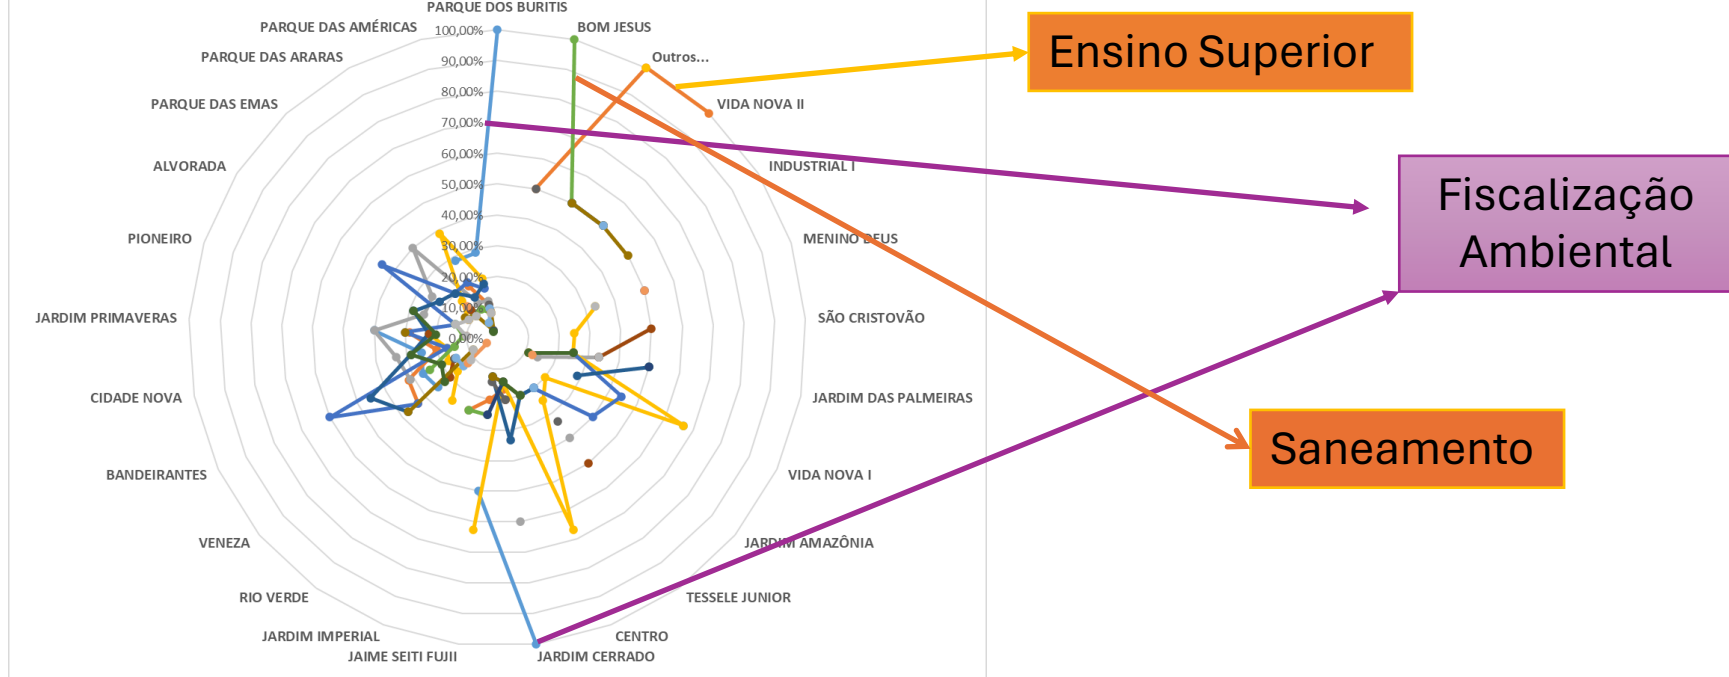 PARQUE DOS BURITIS
BOM JESUS
Outros...
VIDA NOVA II
INDUSTRIAL I
MENINO DEUS
SÃO CRISTOVÃO
JARDIM DAS PALMEIRAS
VIDA NOVA I
JARDIM AMAZÔNIA
TESSELE JUNIOR
CENTRO
JARDIM CERRADO
JAIME SEITI FUJII
JARDIM IMPERIAL
RIO VERDE
VENEZA
BANDEIRANTES
CIDADE NOVA
JARDIM PRIMAVERAS
PIONEIRO
ALVORADA
PARQUE DAS EMAS
PARQUE DAS ARARAS
PARQUE DAS AMÉRICAS
100,00%
90,00%
80,00%
70,00%
60,00%
50,00%
40,00%
30,00%
20,00%
10,00%
0,00%
Ensino Superior
Fiscalização
Ambiental
Saneamento